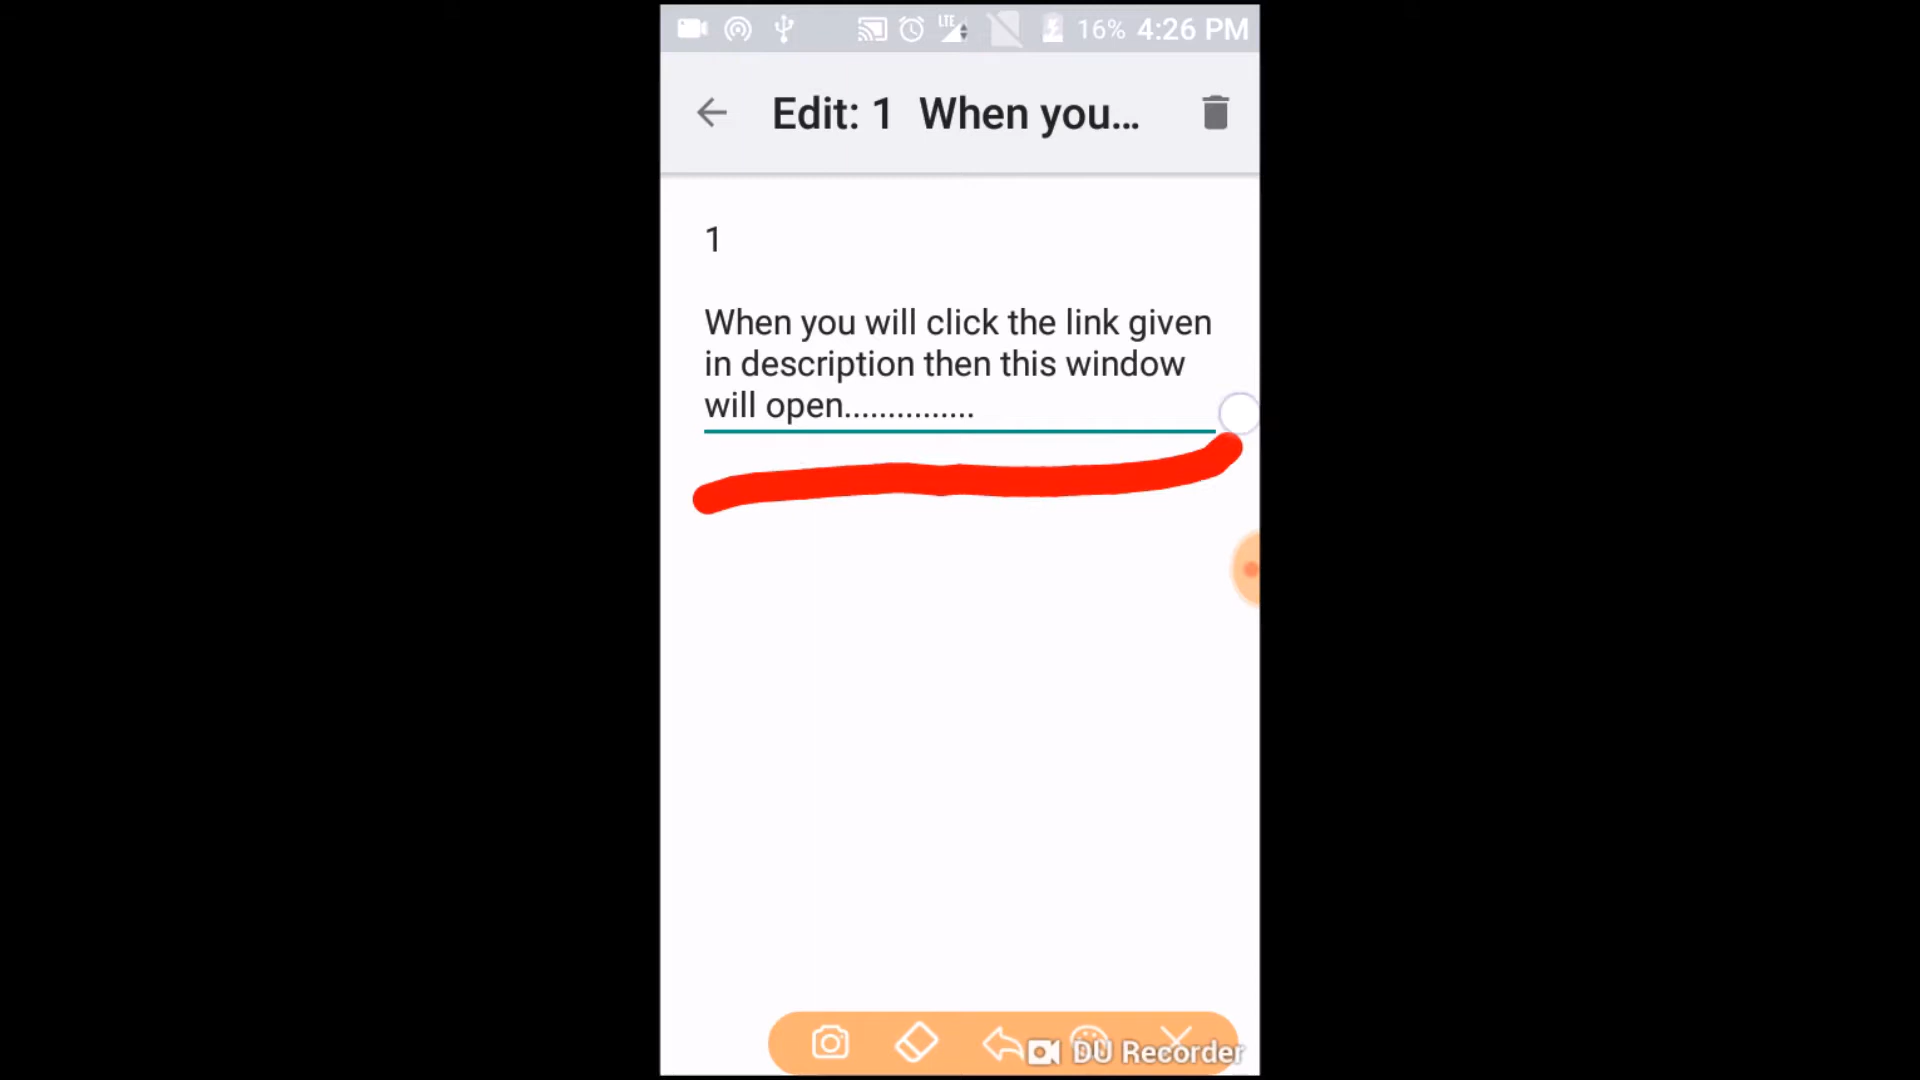 LTE 16% 4:26 PM
Edit: 1 When you...
1
When you will click the link given
in description then this window
will open...............
DU Recorder